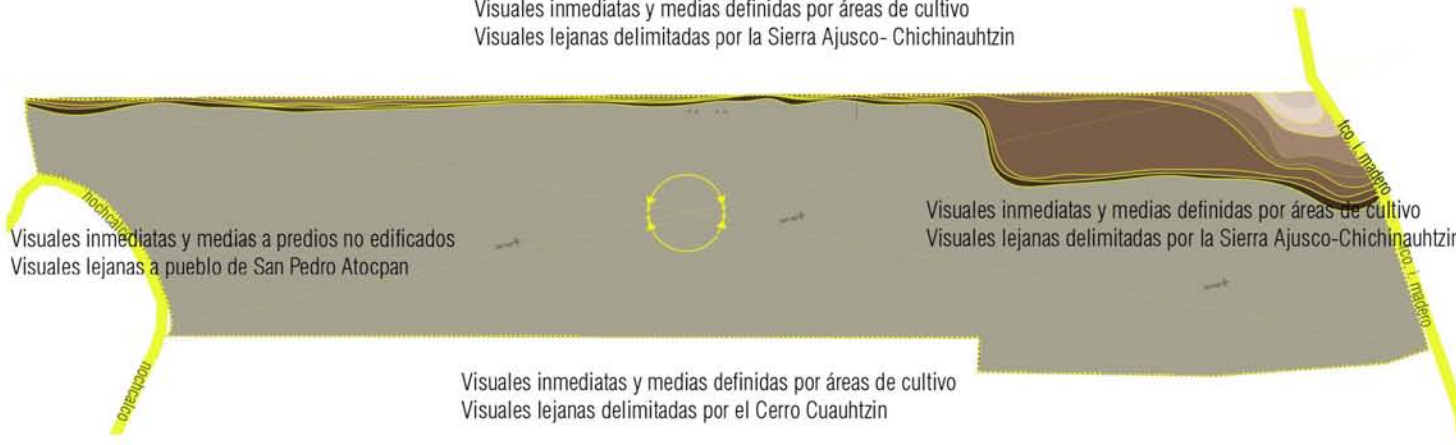 Visuales inmediatas y medias definidas por áreas de cultivo
Visuales lejanas delimitadas por la Sierra Ajusco- Chichinauhtzin
fco. i. madero
nochcalco
Visuales inmediatas y medias a predios no edificados
Visuales lejanas a pueblo de San Pedro Atocpan
Visuales inmediatas y medias definidas por áreas de cultivo
Visuales lejanas delimitadas por la Sierra Ajusco-Chichinauhtzin
fco. i. madero
nochcalco
Visuales inmediatas y medias definidas por áreas de cultivo
Visuales lejanas delimitadas por el Cerro Cuauhtzin